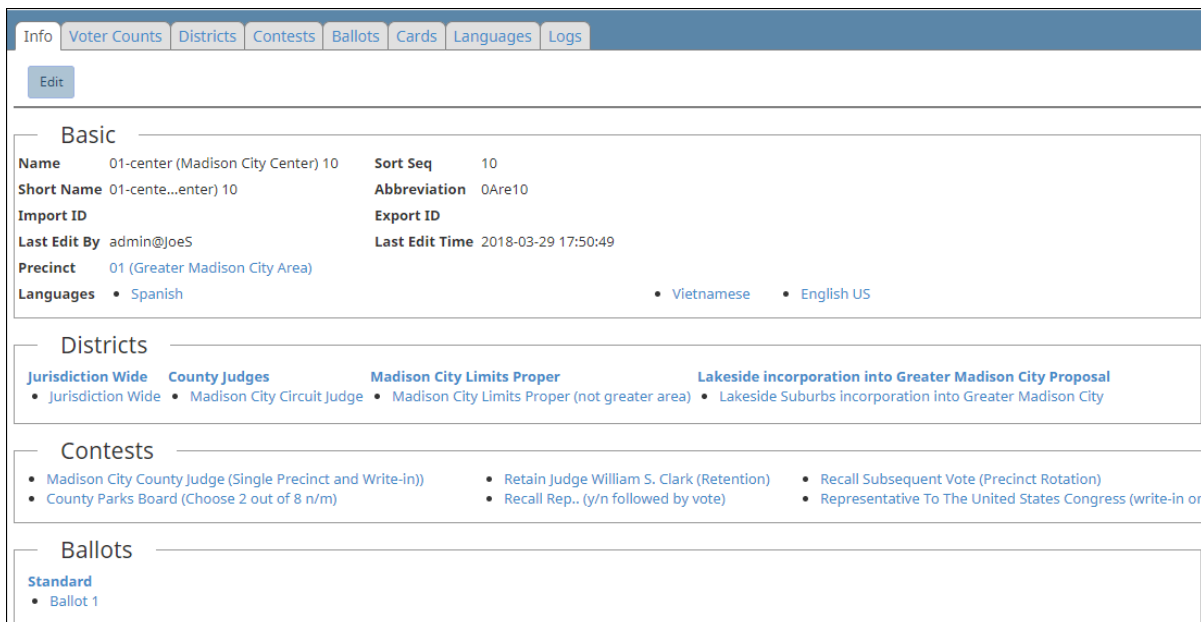 Info Voter Counts Districts Contests Ballots Cards Languages Logs
Edit
Basic
Name 01-center (Madison City Center) 10 Sort Seq 10
Short Name 01-cente...enter) 10 Abbreviation 0Are10
Import ID Export ID
Last Edit By admin@JoeS Last Edit Time 2018-03-29 17:50:49
Precinct 01 (Greater Madison City Area)
Languages • Spanish • Vietnamese • English US
Districts
Jurisdiction Wide County Judges Madison City Limits Proper Lakeside incorporation into Greater Madison City Proposal
• Jurisdiction Wide • Madison City Circuit Judge • Madison City Limits Proper (not greater area) • Lakeside Suburbs incorporation into Greater Madison City
Contests
• Madison City County Judge (Single Precinct and Write-in)) • Retain Judge William S. Clark (Retention) • Recall Subsequent Vote (Precinct Rotation)
• County Parks Board (Choose 2 out of 8 n/m) • Recall Rep.. (y/n followed by vote) • Representative To The United States Congress (write-in or
Ballots
Standard
• Ballot 1